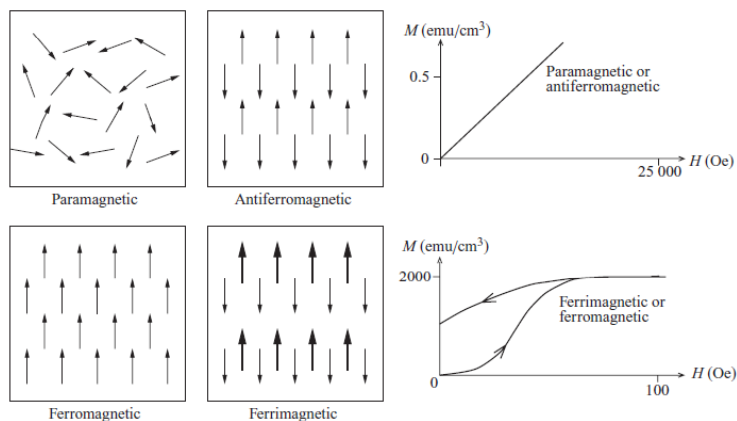 Paramagnetic
Antiferromagnetic
M (emu/cm³)
0.5
Paramagnetic or
antiferromagnetic
0
25 000
H (Oe)
Ferromagnetic
Ferrimagnetic
M (emu/cm³)
2000
Ferrimagnetic or
ferromagnetic
0
100
H (Oe)